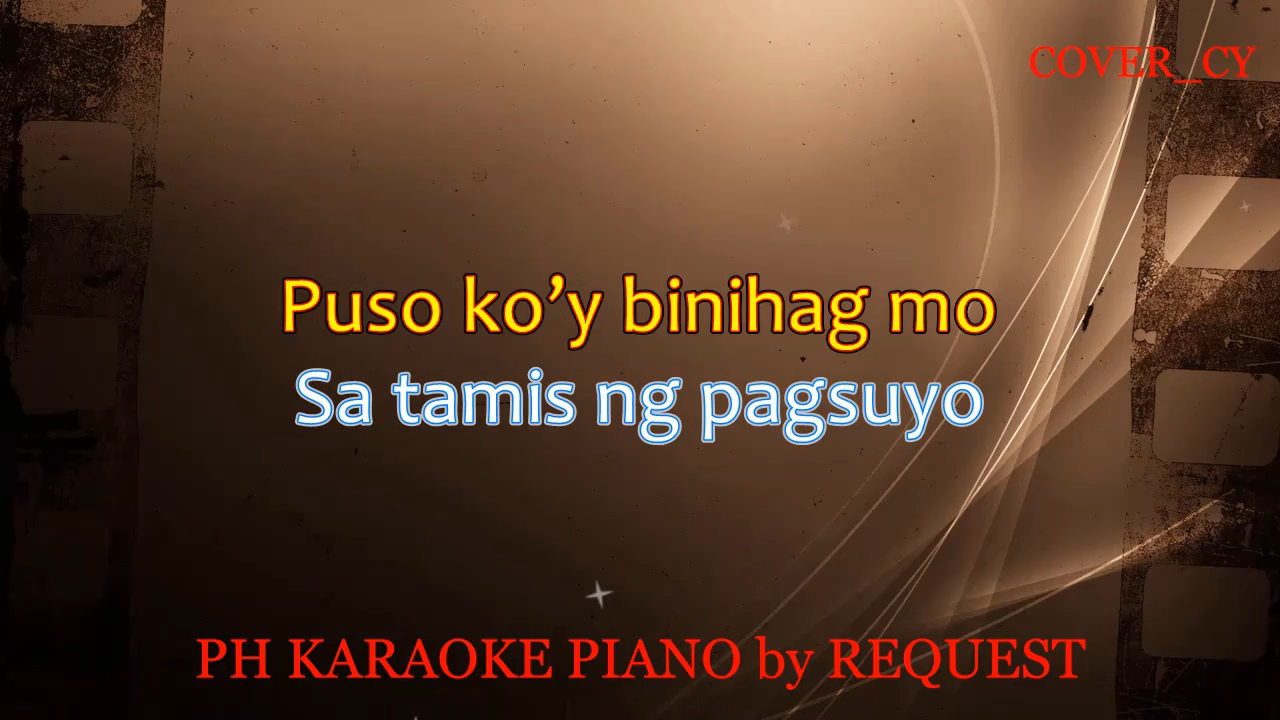 COVER_CY
Puso ko’y binihag mo
Sa tamis ng pagsuyo
PH KARAOKE PIANO by REQUEST